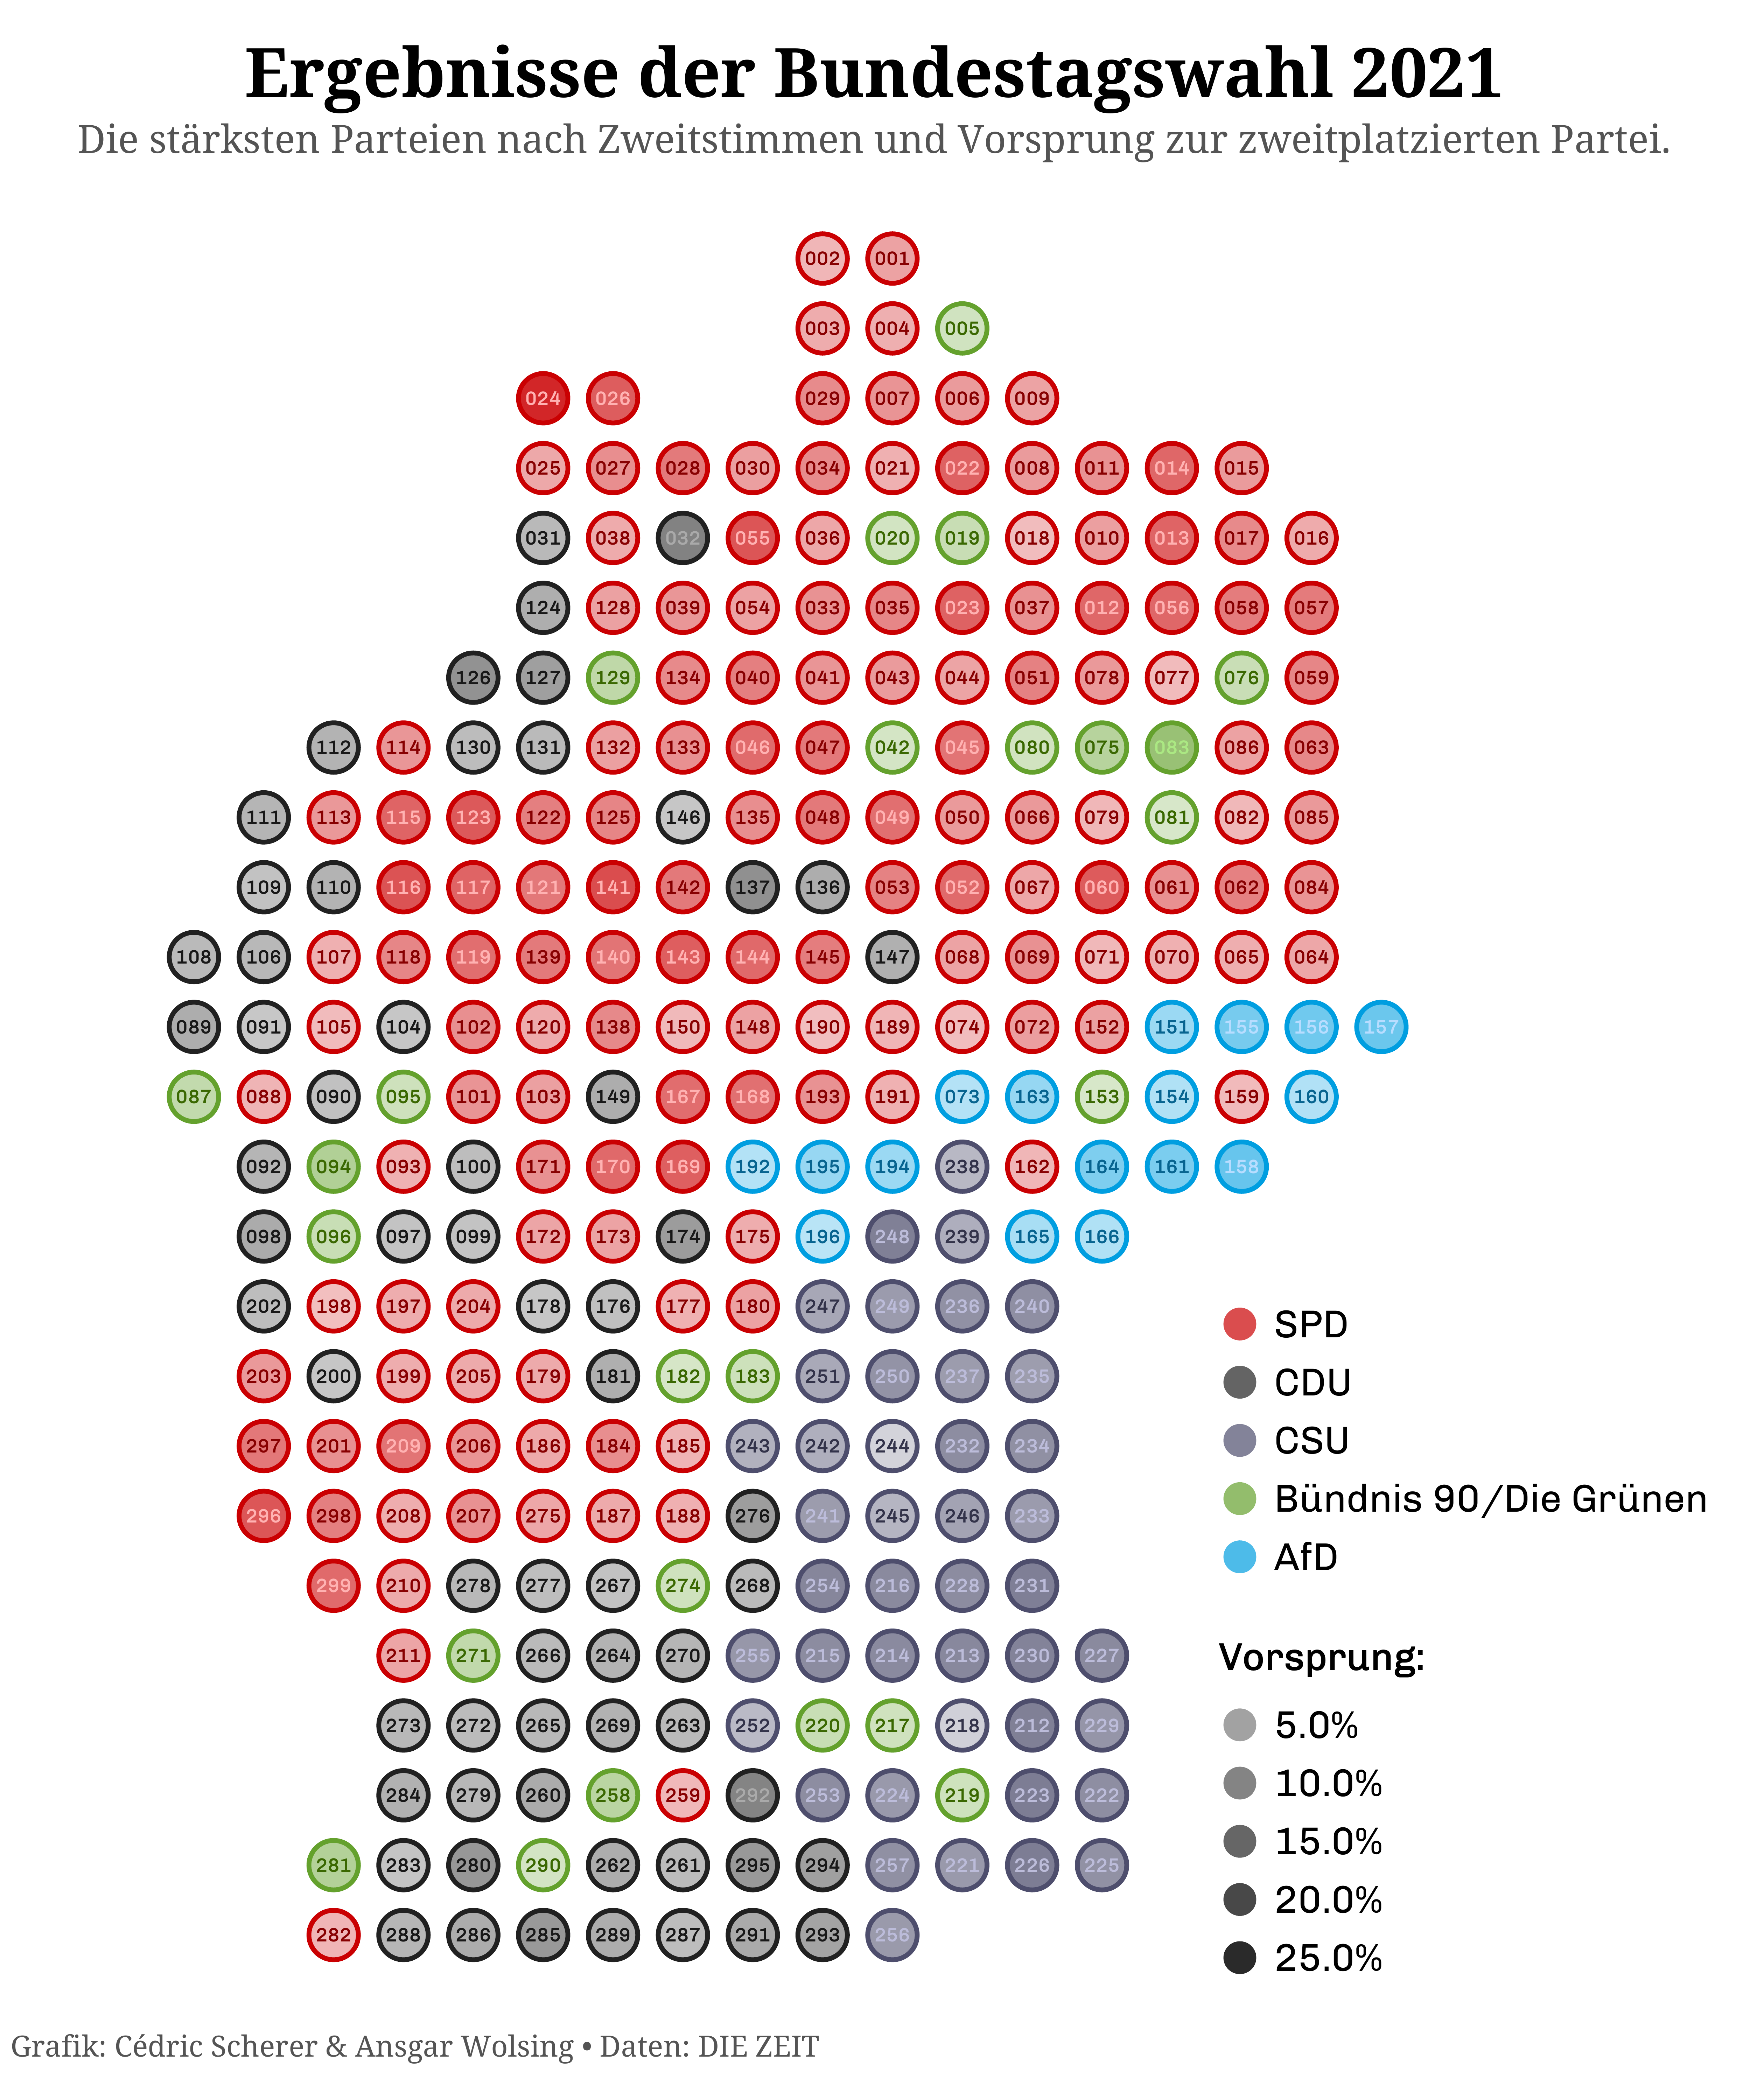 Ergebnisse der Bundestagswahl 2021
Die stärksten Parteien nach Zweitstimmen und Vorsprung zur zweitplatzierten Partei.
002 001
003 004 005
024 026 029 007 006 009
025 027 028 030 034 021 022 008 011 014 015
031 038 032 055 036 020 019 018 010 013 017 016
124 128 039 054 033 035 023 037 012 056 058 057
126 127 129 134 040 041 043 044 051 078 077 076 059
112 114 130 131 132 133 046 047 042 045 080 075 083 086 063
111 113 115 123 122 125 146 135 048 049 050 066 079 081 082 085
109 110 116 117 121 141 142 137 136 053 052 067 060 061 062 084
108 106 107 118 119 139 140 143 144 145 147 068 069 071 070 065 064
089 091 105 104 102 120 138 150 148 190 189 074 072 152 151 155 156 157
087 088 090 095 101 103 149 167 168 193 191 073 163 153 154 159 160
092 094 093 100 171 170 169 192 195 194 238 162 164 161 158
098 096 097 099 172 173 174 175 196 248 239 165 166
202 198 197 204 178 176 177 180 247 249 236 240
203 200 199 205 179 181 182 183 251 250 237 235
297 201 209 206 186 184 185 243 242 244 232 234
296 298 208 207 275 187 188 276 241 245 246 233
299 210 278 277 267 274 268 254 216 228 231
211 271 266 264 270 255 215 214 213 230 227
273 272 265 269 263 252 220 217 218 212 229
284 279 260 258 259 292 253 224 219 223 222
281 283 280 290 262 261 295 294 257 221 226 225
282 288 286 285 289 287 291 293 256
SPD
CDU
CSU
Bündnis 90/Die Grünen
AfD
Vorsprung:
5.0%
10.0%
15.0%
20.0%
25.0%
Grafik: Cédric Scherer & Ansgar Wolsing • Daten: DIE ZEIT